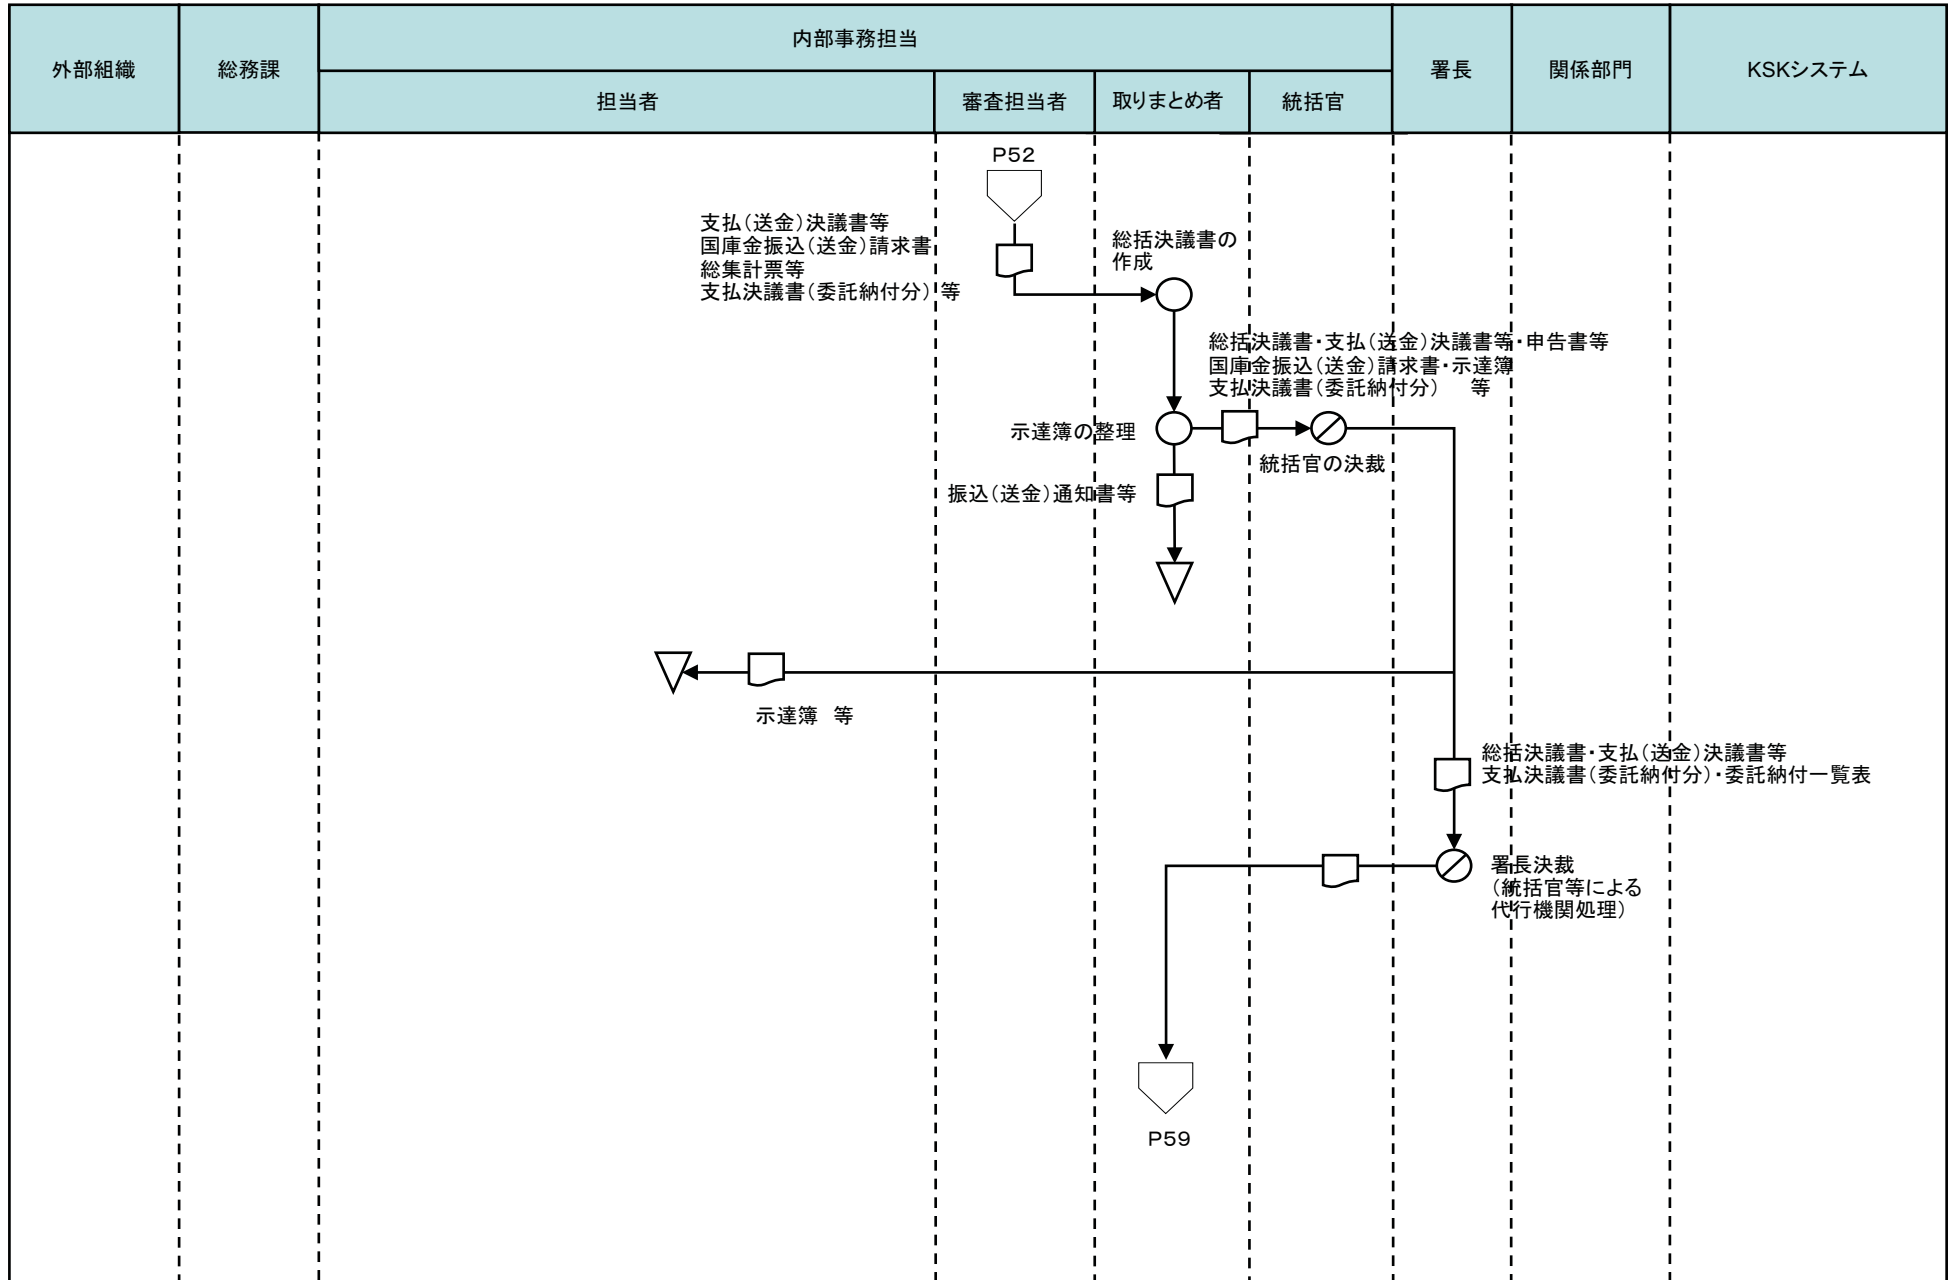 外部組織
総務課
内部事務担当
担当者
審査担当者
取りまとめ者
統括官
署長
関係部門
KSKシステム
P52
支払(送金)決議書等
国庫金振込(送金)請求書
総集計票等
支払決議書(委託納付分) 等
総括決議書の
作成
総括決議書・支払(送金)決議書等・申告書等
国庫金振込(送金)請求書・示達簿
支払決議書(委託納付分)　等
示達簿の整理
統括官の決裁
振込(送金)通知書等
示達簿　等
総括決議書・支払(送金)決議書等
支払決議書(委託納付分)・委託納付一覧表
署長決裁
(統括官等による
代行機関処理)
P59